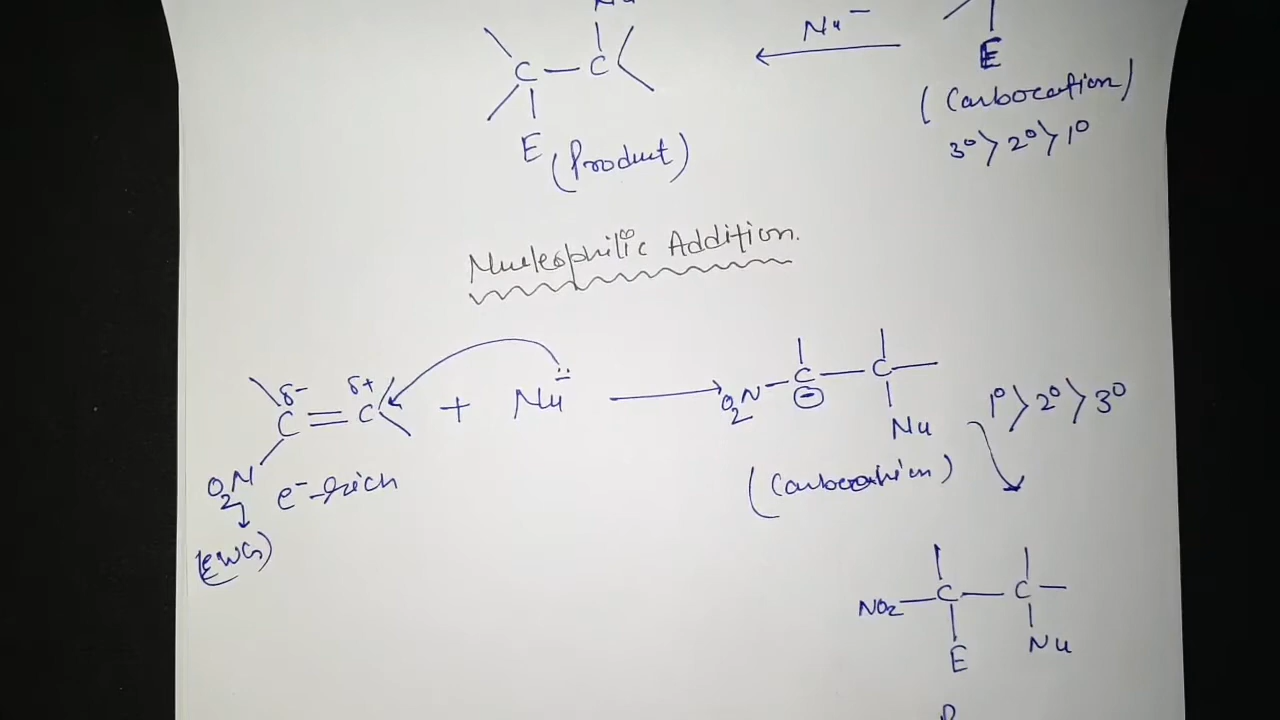 Nu
Nu⁻
C — C
E
E
(Product)
(Carbocation)
3° > 2° > 1°
Nucleophilic Addition.
δ- δ+
C = C + Nu⁻
O₂N
e⁻-rich
(EWG)
O₂N - C — C
⊖
Nu
1° > 2° > 3°
NO₂ — C — C
E
Nu